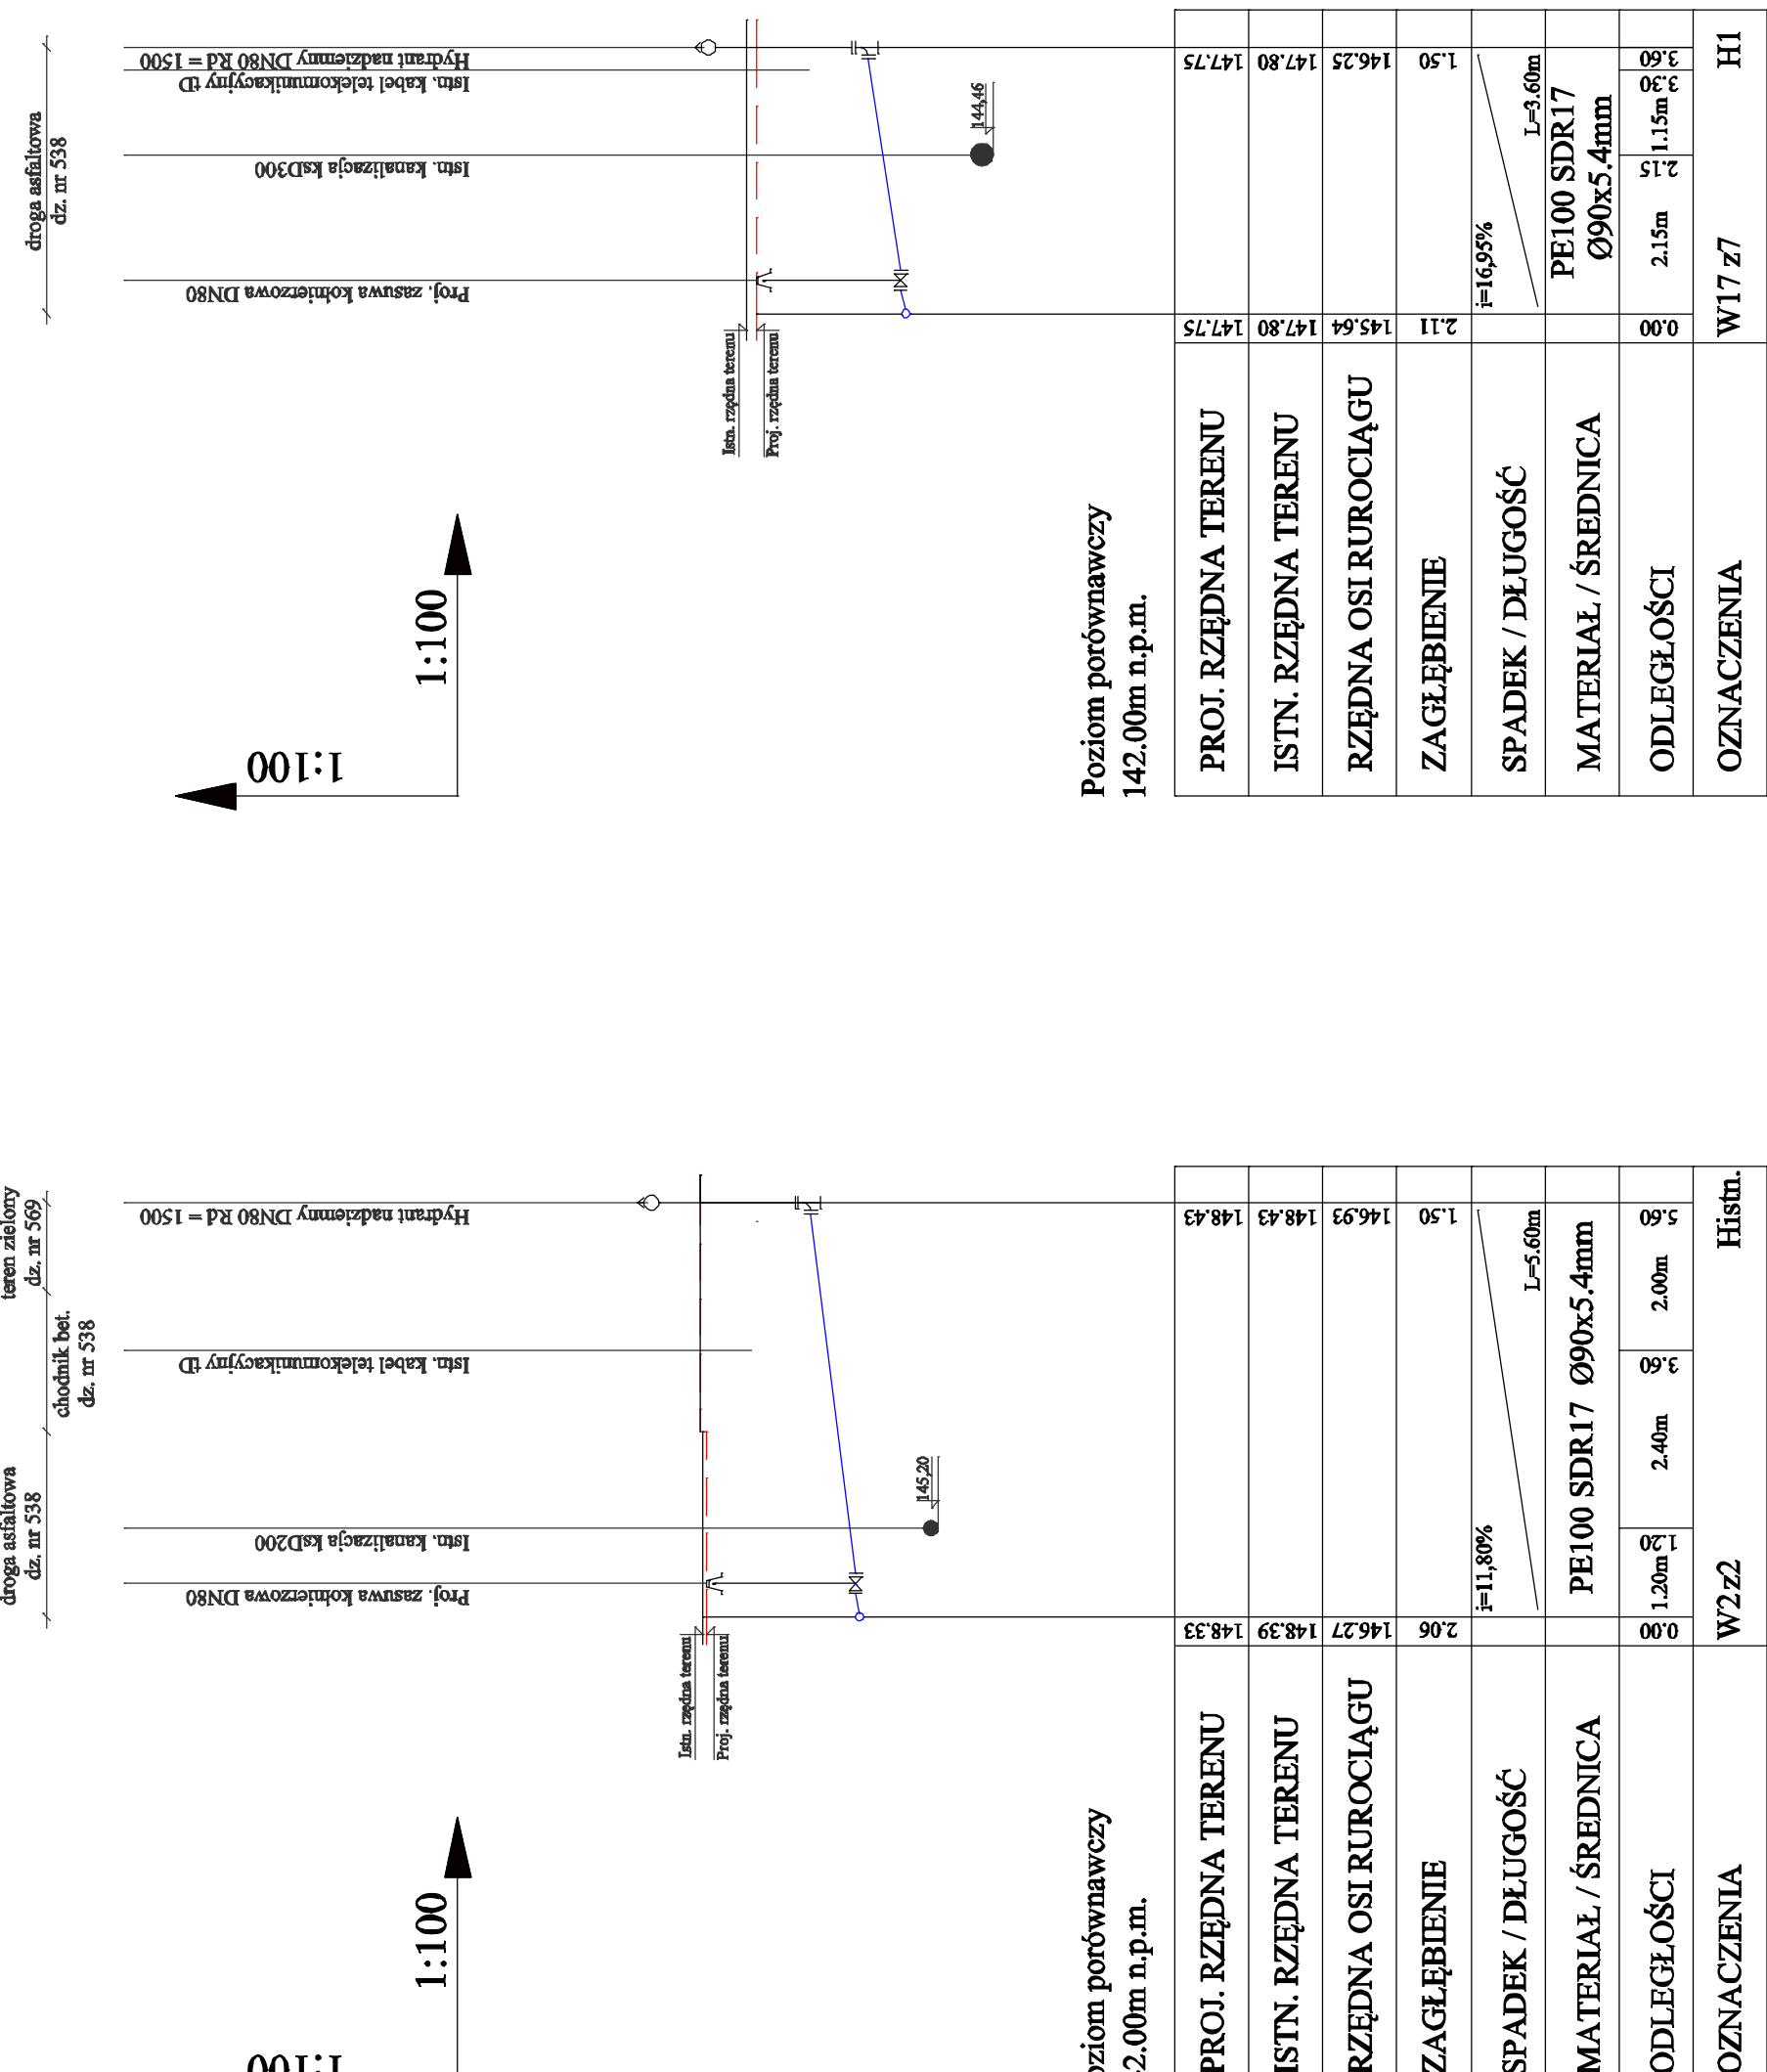 droga asfaltowa
dz. nr 538
Hydrant nadziemny DN80 Rd = 1500
Istn. kabel telekomunikacyjny tD
Istn. kanalizacja ksD300
Proj. zasuwa kołnierzowa DN80
144,46
Istn. rzędna terenu
Proj. rzędna terenu
1:100
1:100
Poziom porównawczy
142.00m n.p.m.
PROJ. RZĘDNA TERENU 147.75 147.75
ISTN. RZĘDNA TERENU 147.80 147.80
RZĘDNA OSI RUROCIĄGU 145.64 146.25
ZAGŁĘBIENIE 2.11 1.50
SPADEK / DŁUGOŚĆ i=16,95% L=3.60m
MATERIAŁ / ŚREDNICA PE100 SDR17
Ø90x5.4mm
ODLEGŁOŚCI 0.00 2.15m 2.15 1.15m 3.30 3.60
OZNACZENIA W17 z7 H1
droga asfaltowa
dz. nr 538
chodnik bet.
dz. nr 538
teren zielony
dz. nr 569
Hydrant nadziemny DN80 Rd = 1500
Istn. kabel telekomunikacyjny tD
Istn. kanalizacja ksD200
Proj. zasuwa kołnierzowa DN80
145,20
Istn. rzędna terenu
Proj. rzędna terenu
1:100
1:100
oziom porównawczy
2.00m n.p.m.
PROJ. RZĘDNA TERENU 148.33 148.43
ISTN. RZĘDNA TERENU 148.39 148.43
RZĘDNA OSI RUROCIĄGU 146.27 146.93
ZAGŁĘBIENIE 2.06 1.50
SPADEK / DŁUGOŚĆ i=11,80% L=5.60m
MATERIAŁ / ŚREDNICA PE100 SDR17 Ø90x5.4mm
ODLEGŁOŚCI 0.00 1.20m 1.20 2.40m 3.60 2.00m 5.60
OZNACZENIA W2z2 Histn.